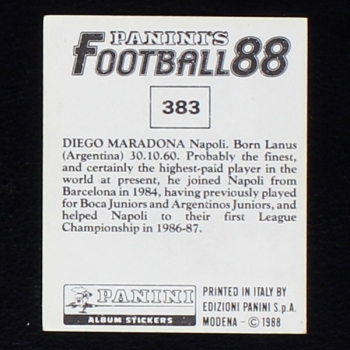 PANINI'S
FOOTBALL 88
383
DIEGO MARADONA Napoli. Born Lanus
(Argentina) 30.10.60. Probably the finest,
and certainly the highest-paid player in the
world at present, he joined Napoli from
Barcelona in 1984, having previously played
for Boca Juniors and Argentinos Juniors, and
helped Napoli to their first League
Championship in 1986-87.
PANINI
ALBUM STICKERS
PRINTED IN ITALY BY
EDIZIONI PANINI S.p.A.
MODENA - © 1988